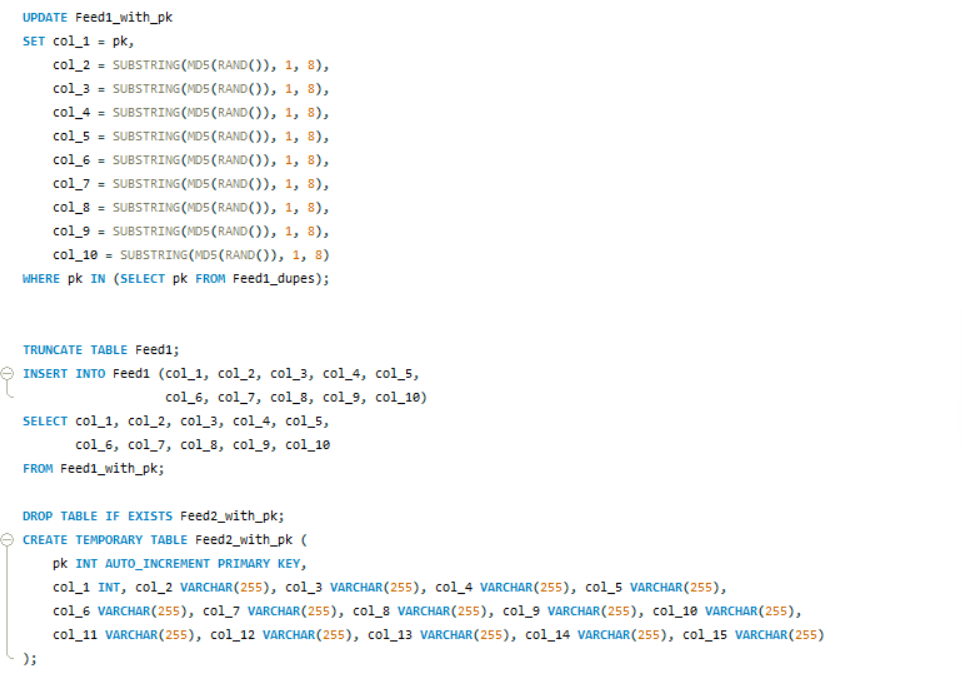 UPDATE Feed1_with_pk
SET col_1 = pk,
    col_2 = SUBSTRING(MD5(RAND()), 1, 8),
    col_3 = SUBSTRING(MD5(RAND()), 1, 8),
    col_4 = SUBSTRING(MD5(RAND()), 1, 8),
    col_5 = SUBSTRING(MD5(RAND()), 1, 8),
    col_6 = SUBSTRING(MD5(RAND()), 1, 8),
    col_7 = SUBSTRING(MD5(RAND()), 1, 8),
    col_8 = SUBSTRING(MD5(RAND()), 1, 8),
    col_9 = SUBSTRING(MD5(RAND()), 1, 8),
    col_10 = SUBSTRING(MD5(RAND()), 1, 8)
WHERE pk IN (SELECT pk FROM Feed1_dupes);
TRUNCATE TABLE Feed1;
INSERT INTO Feed1 (col_1, col_2, col_3, col_4, col_5,
                   col_6, col_7, col_8, col_9, col_10)
SELECT col_1, col_2, col_3, col_4, col_5,
       col_6, col_7, col_8, col_9, col_10
FROM Feed1_with_pk;
DROP TABLE IF EXISTS Feed2_with_pk;
CREATE TEMPORARY TABLE Feed2_with_pk (
    pk INT AUTO_INCREMENT PRIMARY KEY,
    col_1 INT, col_2 VARCHAR(255), col_3 VARCHAR(255), col_4 VARCHAR(255), col_5 VARCHAR(255),
    col_6 VARCHAR(255), col_7 VARCHAR(255), col_8 VARCHAR(255), col_9 VARCHAR(255), col_10 VARCHAR(255),
    col_11 VARCHAR(255), col_12 VARCHAR(255), col_13 VARCHAR(255), col_14 VARCHAR(255), col_15 VARCHAR(255)
);